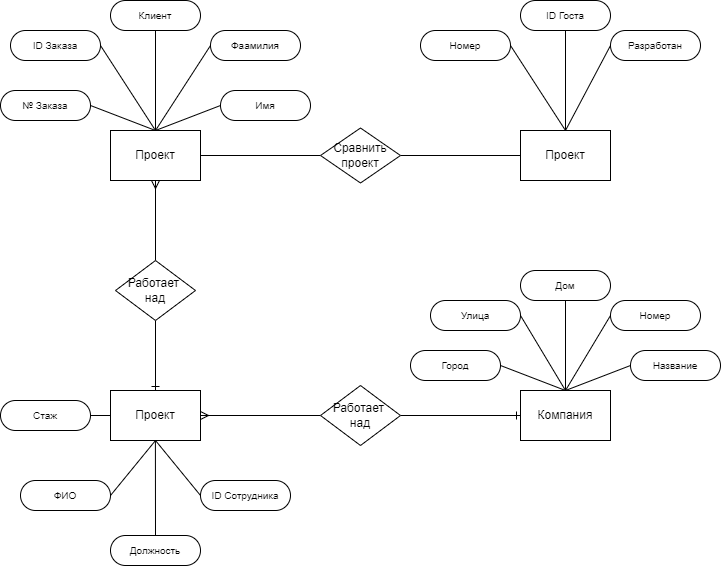 Клиент
ID Заказа
Фаамилия
№ Заказа
Имя
Проект
ID Госта
Номер
Разработан
Сравнить
проект
Проект
Работает
над
Дом
Улица
Номер
Город
Название
Стаж
Проект
Работает
над
Компания
ФИО
ID Сотрудника
Должность